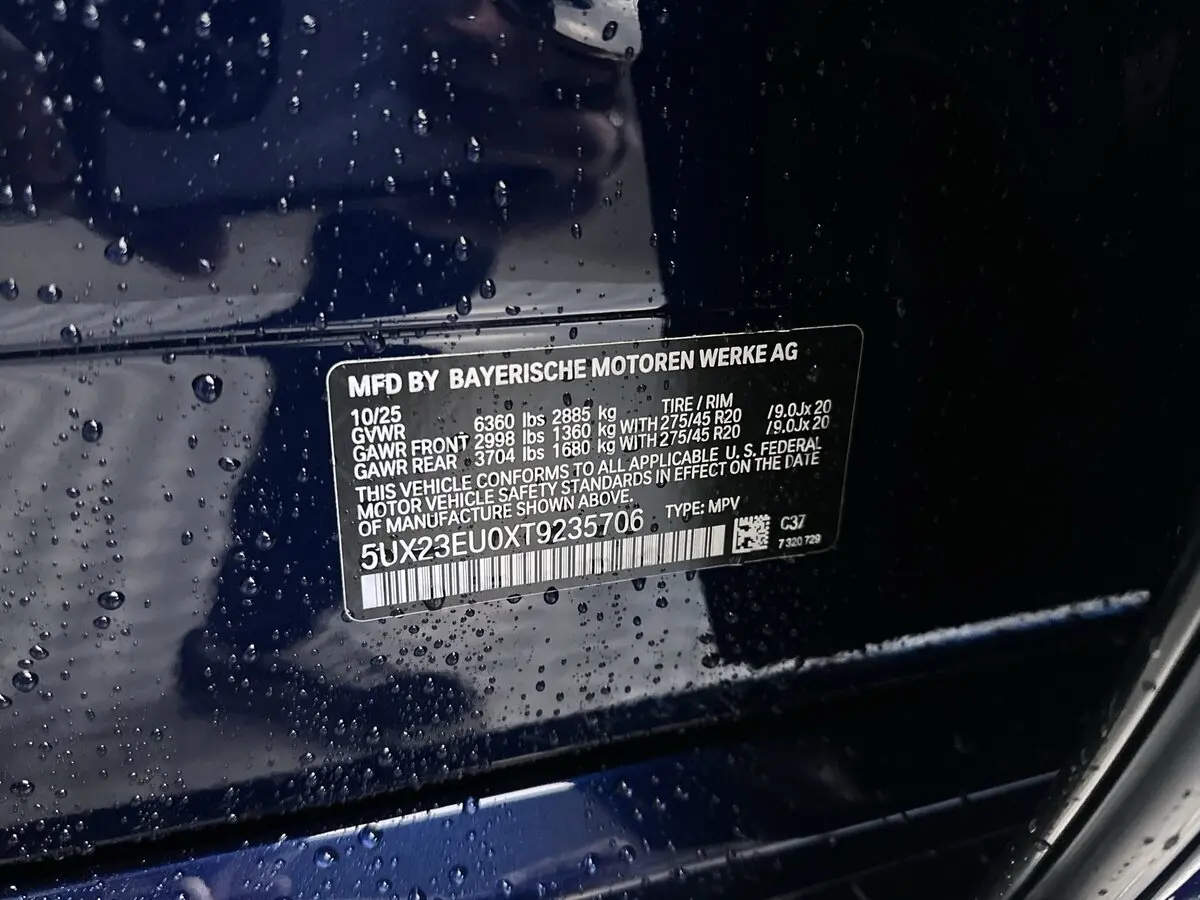 MFD BY BAYERISCHE MOTOREN WERKE AG
10/25 TIRE / RIM
GVWR 6360 lbs 2885 kg
GAWR FRONT 2998 lbs 1360 kg WITH 275/45 R20 /9.0Jx 20
GAWR REAR 3704 lbs 1680 kg WITH 275/45 R20 /9.0Jx 20
THIS VEHICLE CONFORMS TO ALL APPLICABLE U. S. FEDERAL
MOTOR VEHICLE SAFETY STANDARDS IN EFFECT ON THE DATE
OF MANUFACTURE SHOWN ABOVE.
5UX23EU0XT9235706 TYPE: MPV
C37
7 320 729